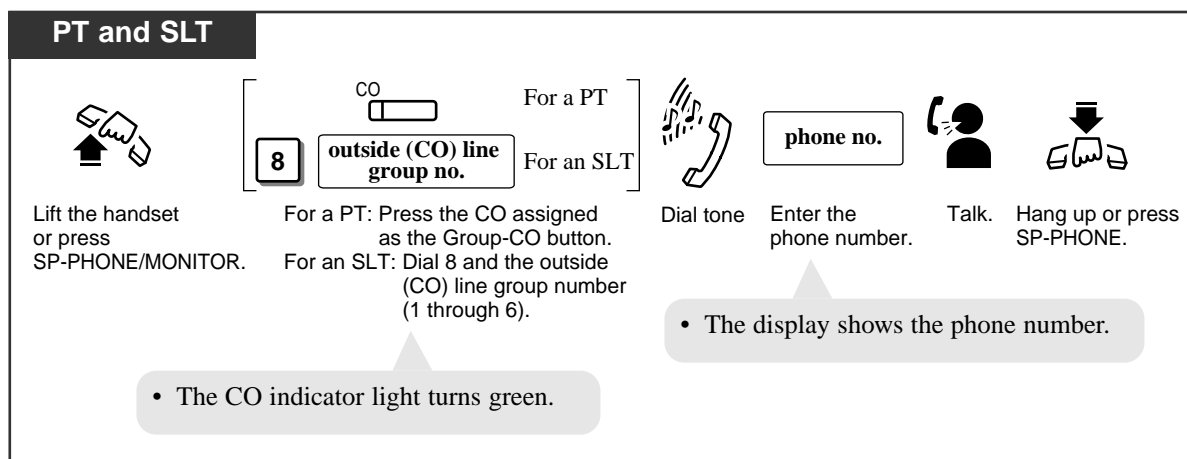 PT and SLT
CO
For a PT
8
outside (CO) line
group no.
For an SLT
phone no.
Lift the handset
or press
SP-PHONE/MONITOR.
For a PT: Press the CO assigned
as the Group-CO button.
For an SLT: Dial 8 and the outside
(CO) line group number
(1 through 6).
Dial tone
Enter the
phone number.
Talk.
Hang up or press
SP-PHONE.
• The display shows the phone number.
• The CO indicator light turns green.